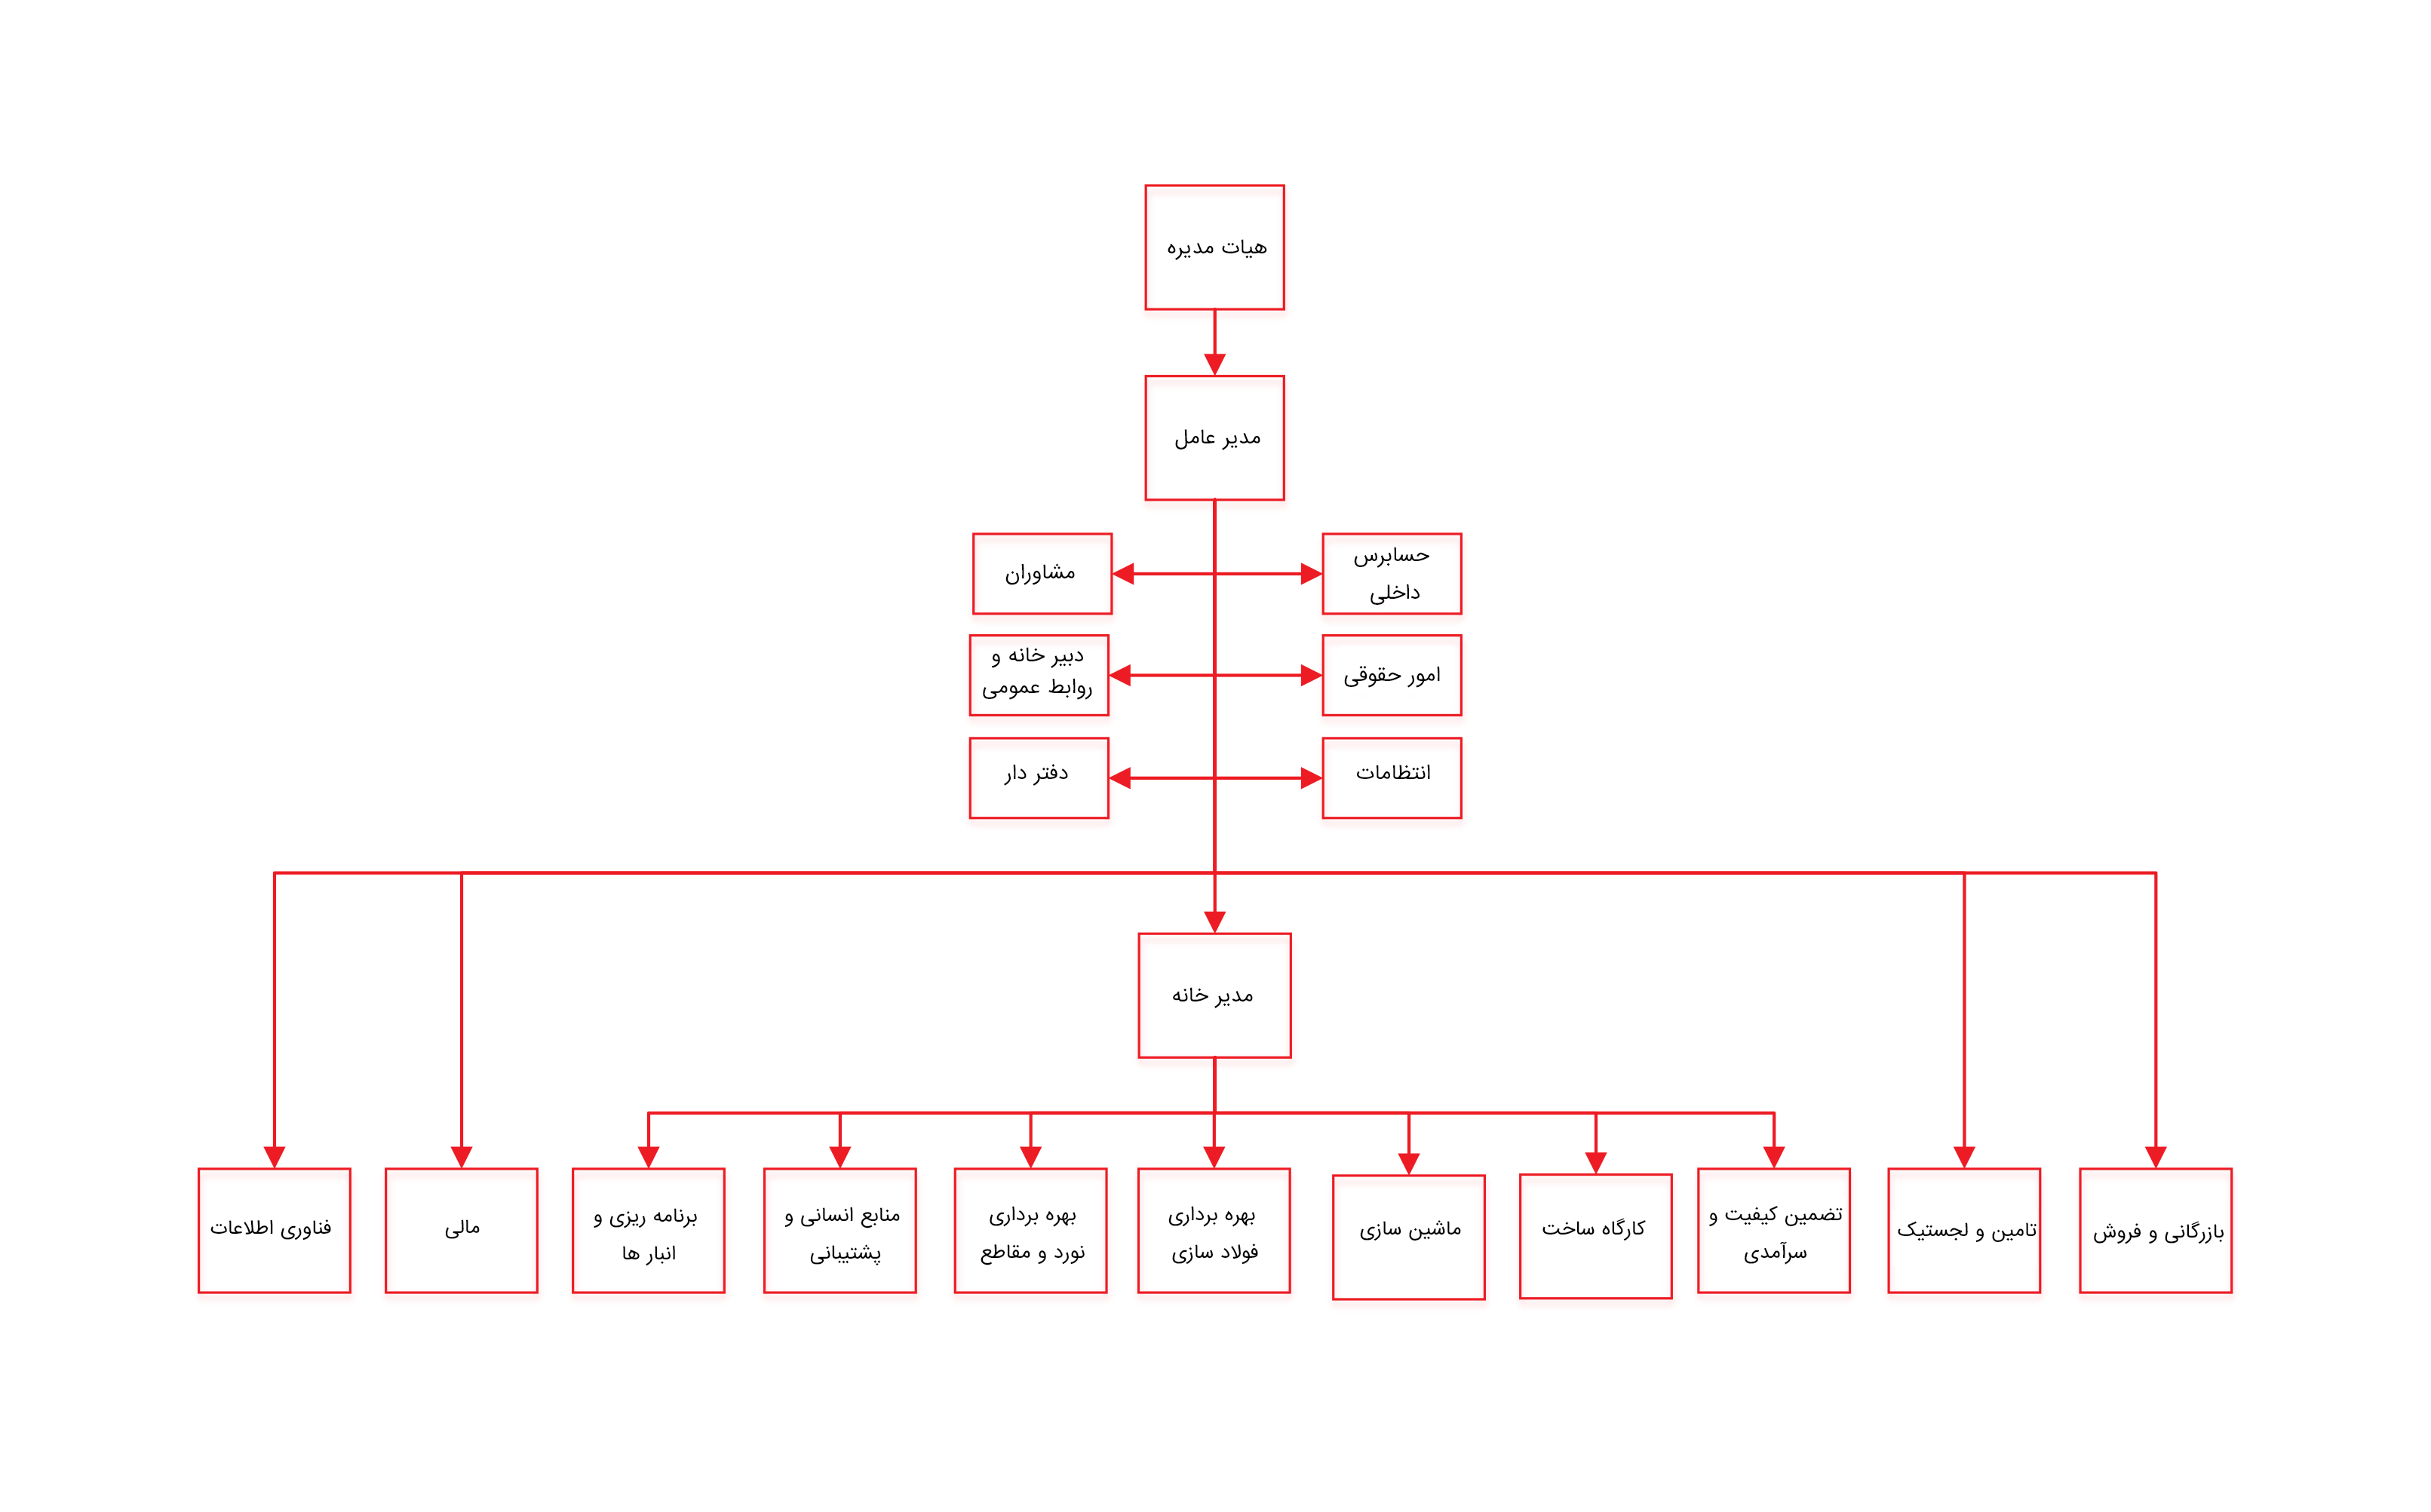 هیات مدیره
مدیر عامل
حسابرس
داخلی
مشاوران
امور حقوقی
دبیر خانه و
روابط عمومی
انتظامات
دفتر دار
مدیر خانه
بازرگانی و فروش
تامین و لجستیک
تضمین کیفیت و
سرآمدی
کارگاه ساخت
ماشین سازی
بهره برداری
فولاد سازی
بهره برداری
نورد و مقاطع
منابع انسانی و
پشتیبانی
برنامه ریزی و
انبار ها
مالی
فناوری اطلاعات